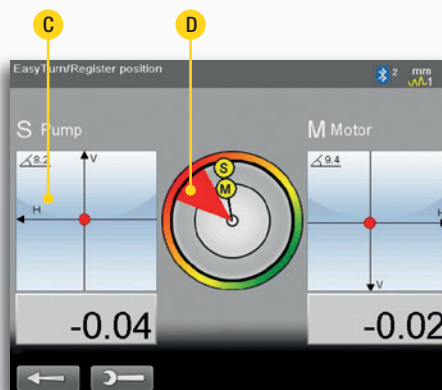 C D
EasyTurn/Register position
2 mm
1
S Pump
M Motor
8.2
V
H
S
M
9.4
H
V
-0.04
-0.02